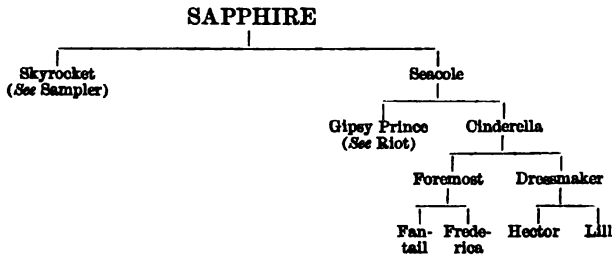 SAPPHIRE
Skyrocket
(See Sampler)
Seacole
Gipsy Prince
(See Riot)
Cinderella
Foremost
Dressmaker
Fan-
tail
Frede-
rica
Hector
Lill